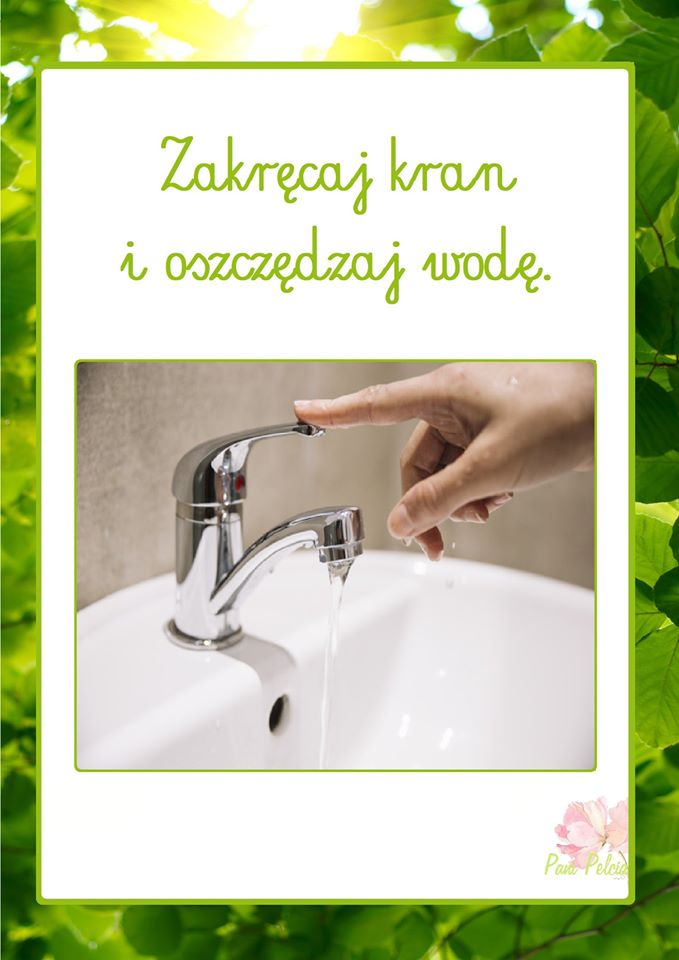 Zakręcaj kran
i oszczędzaj wodę.
Pani Pelcia